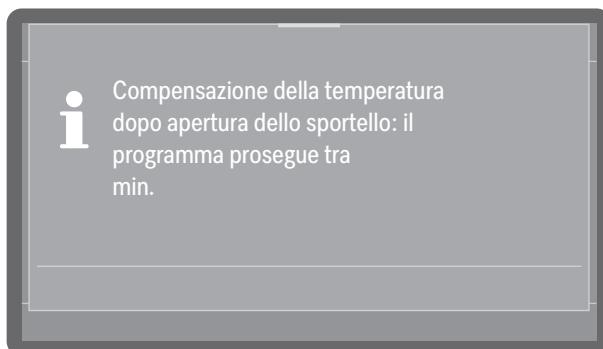 Compensazione della temperatura
dopo apertura dello sportello: il
programma prosegue tra
min.